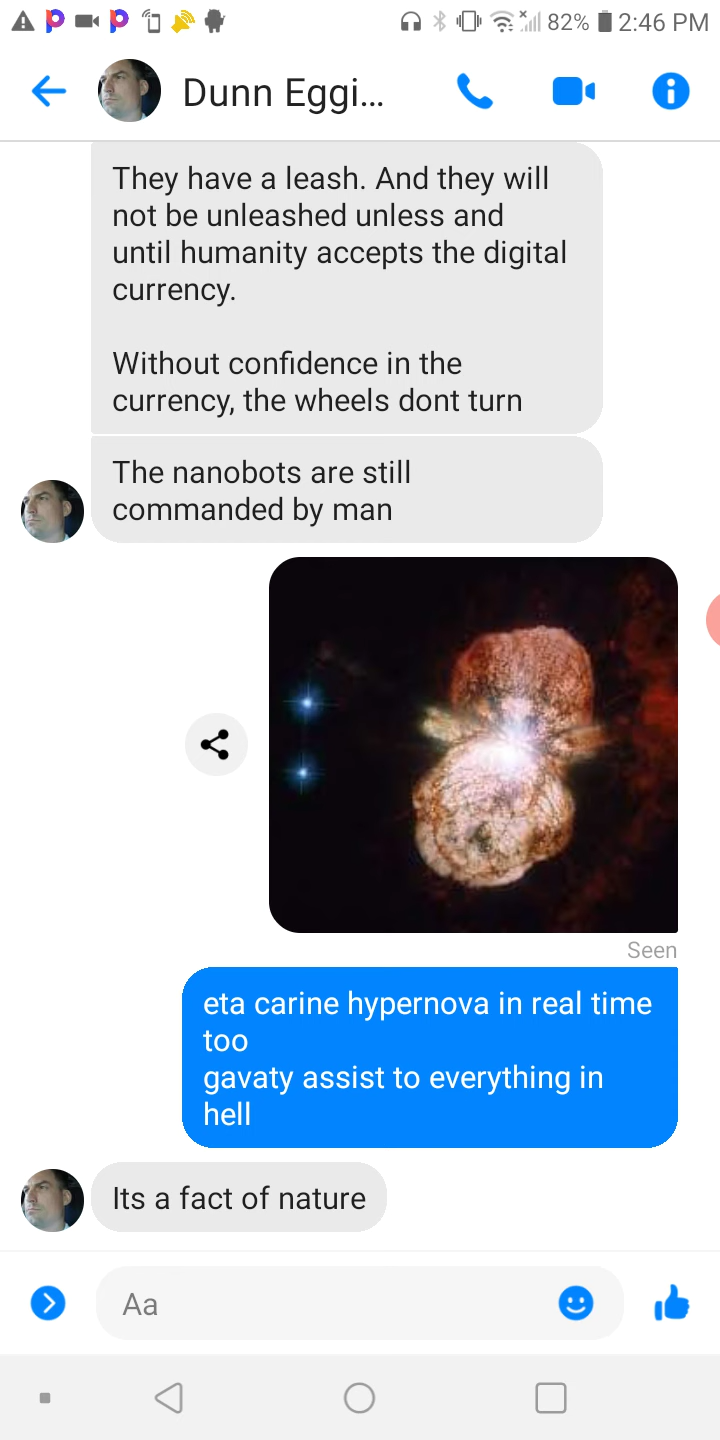 82% 2:46 PM
Dunn Eggi...
They have a leash. And they will
not be unleashed unless and
until humanity accepts the digital
currency.
Without confidence in the
currency, the wheels dont turn
The nanobots are still
commanded by man
Seen
eta carine hypernova in real time
too
gavaty assist to everything in
hell
Its a fact of nature
Aa